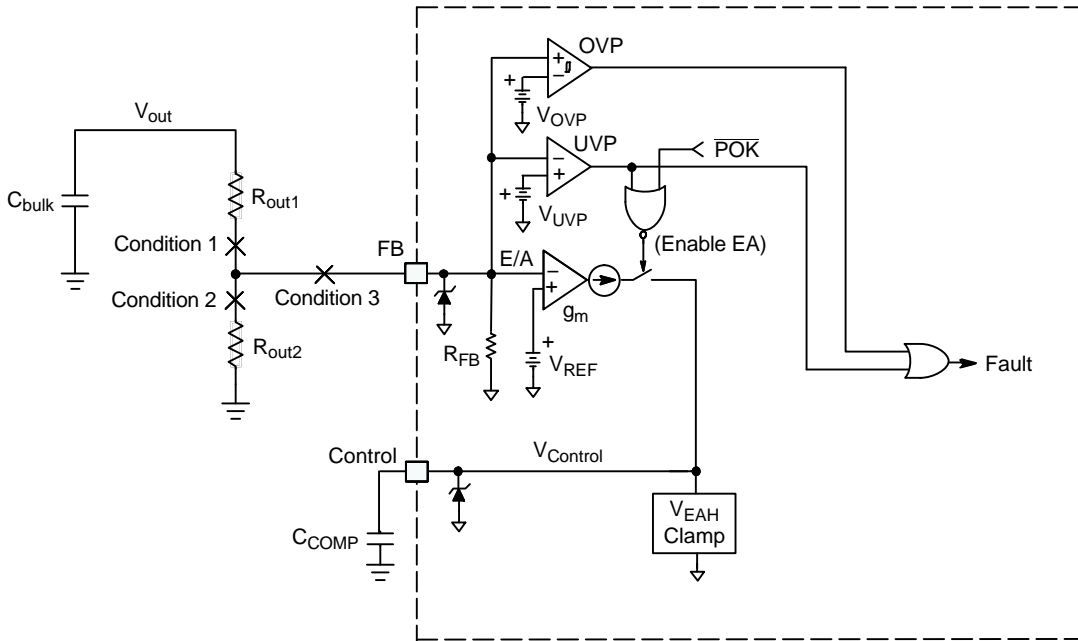 OVP
+
−
+
V_OVP
V_out
UVP
P̅O̅K̅
−
+
+
V_UVP
C_bulk
R_out1
Condition 1
(Enable EA)
FB
E/A
−
+
Condition 3
Condition 2
g_m
+
R_FB
V_REF
R_out2
Fault
Control
V_Control
V_EAH
Clamp
C_COMP